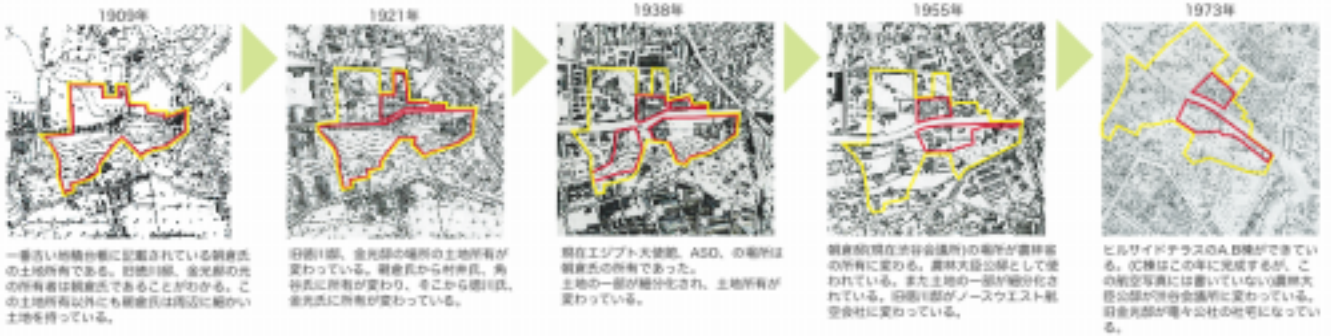 1909年
一番古い地積台帳に記載されている朝倉氏
の土地所有である。旧徳川邸、金光邸の元
の所有者は朝倉氏であることがわかる。こ
の土地所有以外にも朝倉氏は周辺に細かい
土地を持っている。
1921年
旧徳川邸、金光邸の場所の土地所有が
変わっている。朝倉氏から村井氏、角
谷氏に所有が変わり、そこから徳川氏、
金光氏に所有が変わっている。
1938年
現在エジプト大使館、ASO、の場所は
朝倉氏の所有であった。
土地の一部が細分化され、土地所有が
変わっている。
1955年
朝倉邸(現在渋谷会議所)の場所が農林省
の所有に変わる。農林大臣公邸として使
われている。また土地の一部が細分化さ
れている。旧徳川邸がノースウエスト航
空会社に変わっている。
1973年
ヒルサイドテラスのA,B棟ができてい
る。(C棟はこの年に完成するが、こ
の航空写真には書いていない)農林大
臣公邸が渋谷会議所に変わっている。
旧金光邸が電々公社の社宅になってい
る。